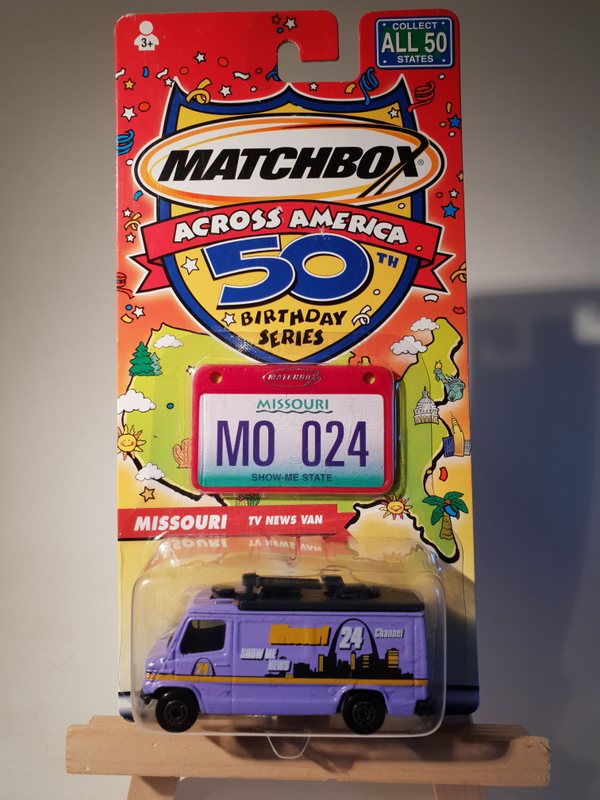 3+
COLLECT
ALL 50
STATES
MATCHBOX®
ACROSS AMERICA
50TH
BIRTHDAY
SERIES
MATCHBOX
MISSOURI
MO 024
SHOW-ME STATE
MISSOURI TV NEWS VAN
24 Channel
SHOW ME
NEWS
24